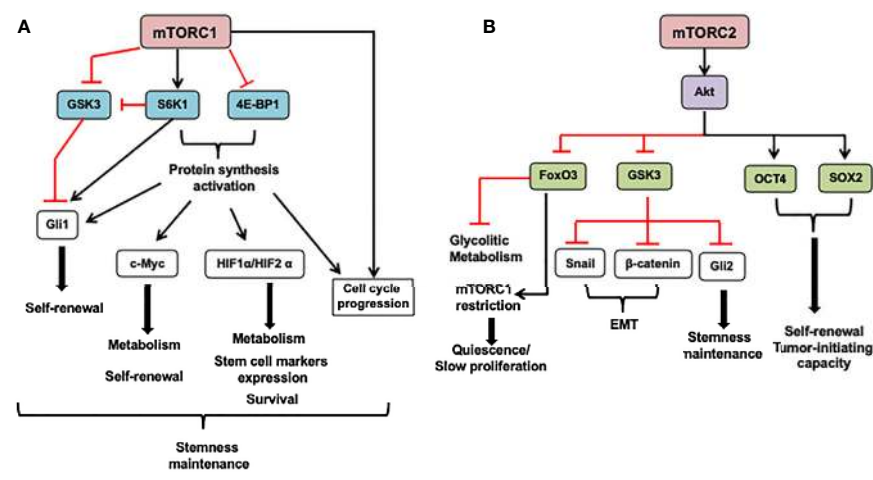 A
mTORC1
GSK3
S6K1
4E-BP1
Protein synthesis
activation
Gli1
c-Myc
HIF1α/HIF2 α
Cell cycle
progression
Self-renewal
Metabolism
Self-renewal
Metabolism
Stem cell markers
expression
Survival
Stemness
maintenance
B
mTORC2
Akt
FoxO3
GSK3
OCT4
SOX2
Glycolitic
Metabolism
Snail
β-catenin
Gli2
mTORC1
restriction
EMT
Quiescence/
Slow proliferation
Stemness
maintenance
Self-renewal
Tumor-initiating
capacity